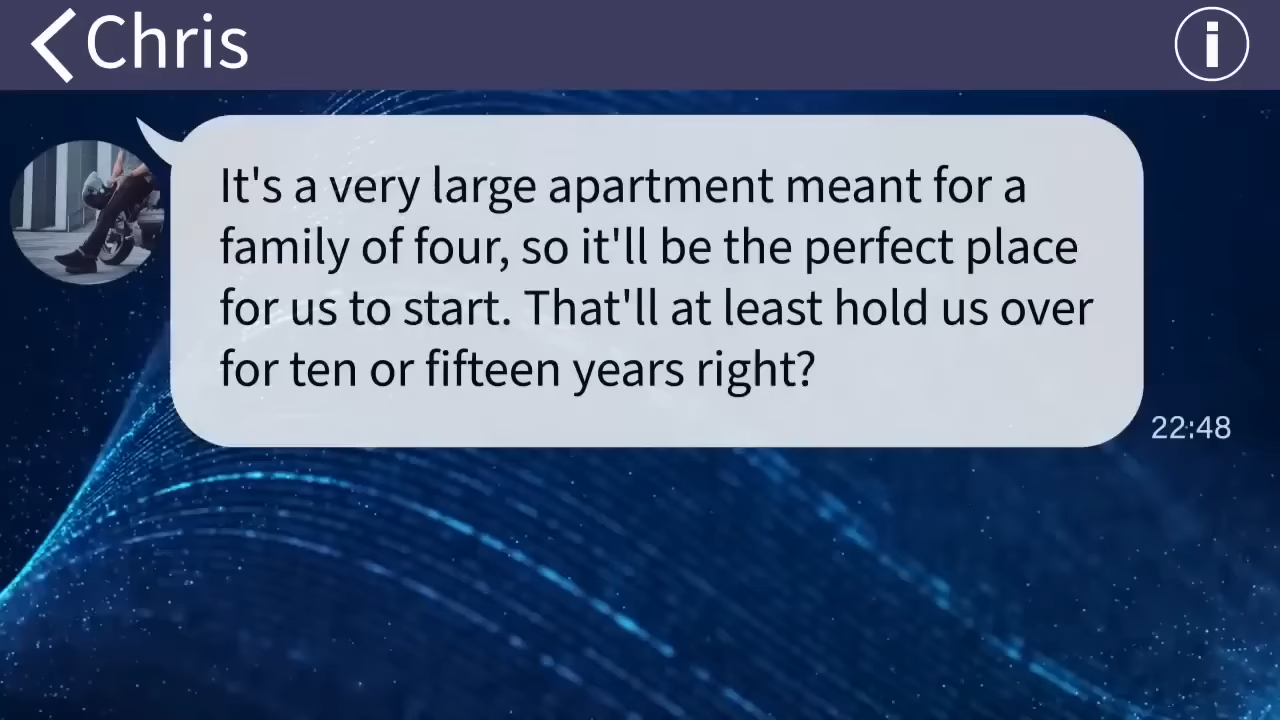 Chris
It's a very large apartment meant for a
family of four, so it'll be the perfect place
for us to start. That'll at least hold us over
for ten or fifteen years right?
22:48